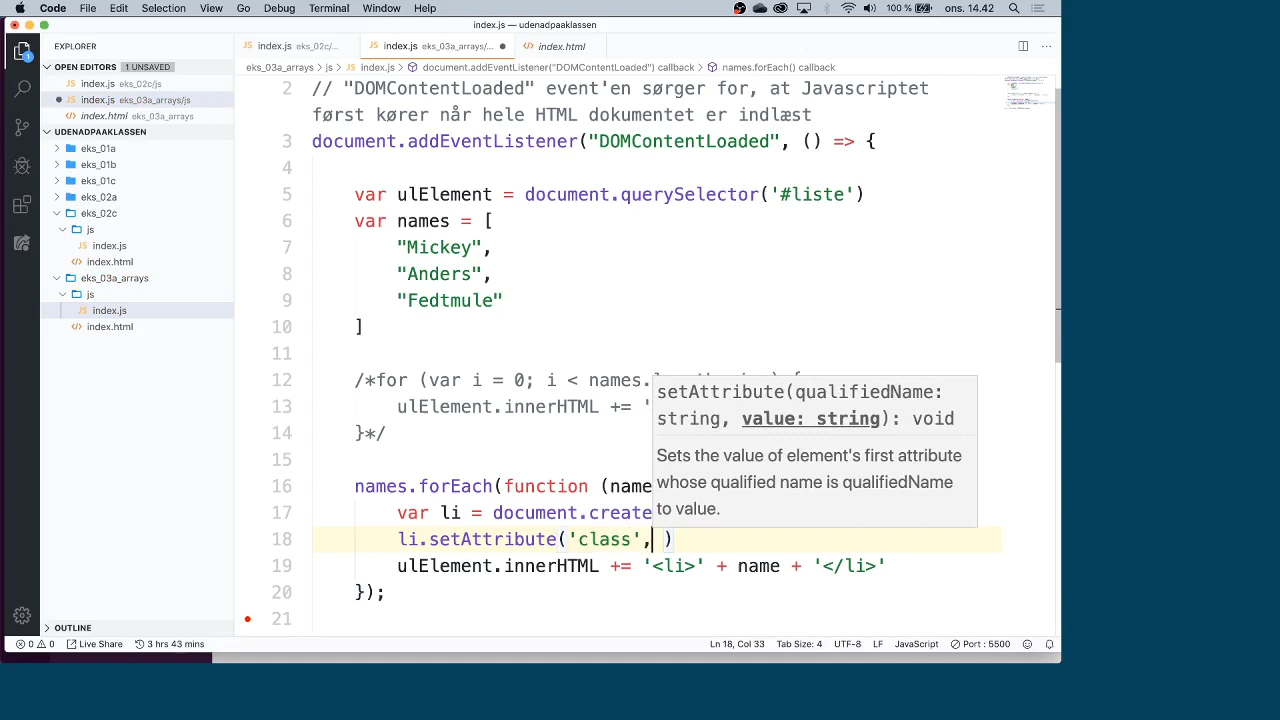 Code File Edit Selection View Go Debug Terminal Window Help 100 % ons. 14.42
index.js — udenadpaaklassen
EXPLORER
JS index.js eks_02c/... JS index.js eks_03a_arrays/... index.html
OPEN EDITORS 1 UNSAVED
eks_03a_arrays > js > JS index.js > document.addEventListener("DOMContentLoaded") callback > names.forEach() callback
JS index.js eks_02c/js
JS index.js eks_03a_arrays/js
index.html eks_03a_arrays
UDENADPAAKLASSEN
eks_01a
eks_01b
eks_01c
eks_02a
eks_02c
js
JS index.js
index.html
eks_03a_arrays
js
JS index.js
index.html
OUTLINE
2 // "DOMContentLoaded" event'en sørger for, at Javascriptet
først kører når hele HTML dokumentet er indlæst
3 document.addEventListener("DOMContentLoaded", () => {
4
5 var ulElement = document.querySelector('#liste')
6 var names = [
7 "Mickey",
8 "Anders",
9 "Fedtmule"
10 ]
11
12 /*for (var i = 0; i < names.
13 ulElement.innerHTML += '
14 }*/
15
16 names.forEach(function (name
17 var li = document.create
18 li.setAttribute('class', )
19 ulElement.innerHTML += '<li>' + name + '</li>'
20 });
21
setAttribute(qualifiedName:
string, value: string): void
Sets the value of element's first attribute
whose qualified name is qualifiedName
to value.
0 0 Live Share 3 hrs 43 mins Ln 18, Col 33 Tab Size: 4 UTF-8 LF JavaScript Port : 5500